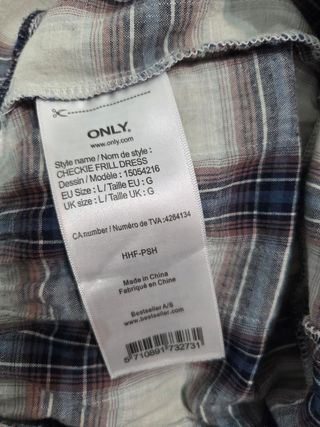 ONLY.
www.only.com
Style name / Nom de style :
CHECKIE FRILL DRESS
Dessin / Modèle : 15054216
EU Size : L / Taille EU : G
UK size : L / Taille UK : G
CA number / Numéro de TVA :4264134
HHF-PSH
Made in China
Fabriqué en Chine
Bestseller A/S
www.bestseller.com
5 710891 732731